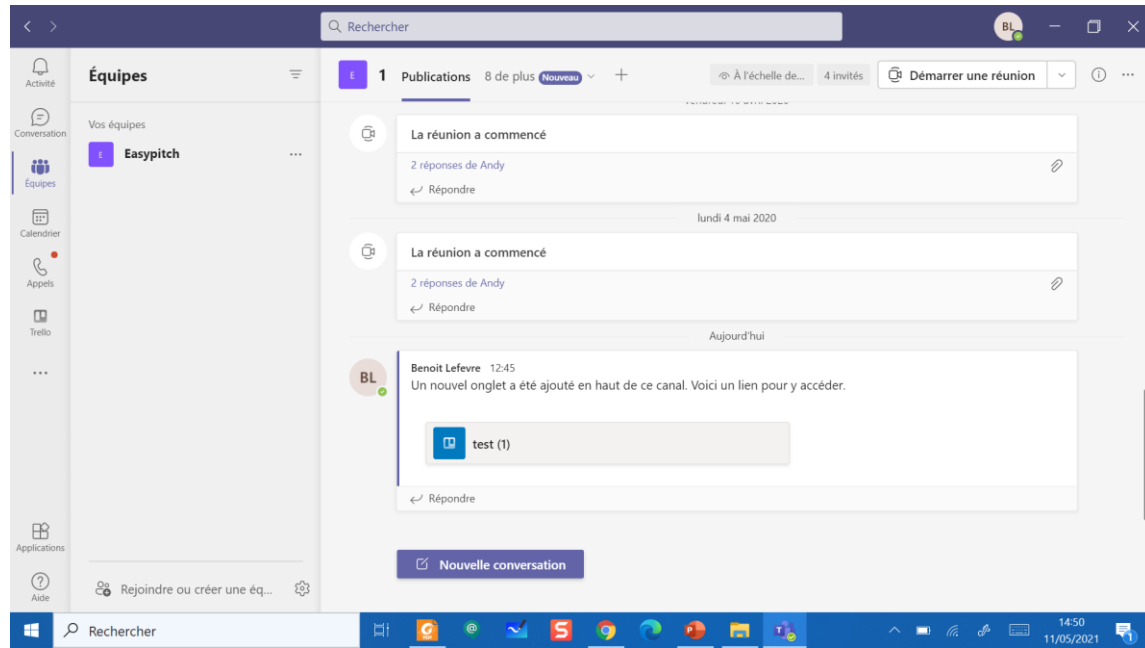 Rechercher
BL
Activité
Conversation
Équipes
Calendrier
Appels
Trello
Applications
Aide
Équipes
Vos équipes
E Easypitch
Rejoindre ou créer une éq...
E 1 Publications 8 de plus Nouveau À l'échelle de... 4 invités Démarrer une réunion
La réunion a commencé
2 réponses de Andy
Répondre
lundi 4 mai 2020
La réunion a commencé
2 réponses de Andy
Répondre
Aujourd'hui
BL Benoit Lefevre 12:45
Un nouvel onglet a été ajouté en haut de ce canal. Voici un lien pour y accéder.
test (1)
Répondre
Nouvelle conversation
Rechercher
14:50
11/05/2021